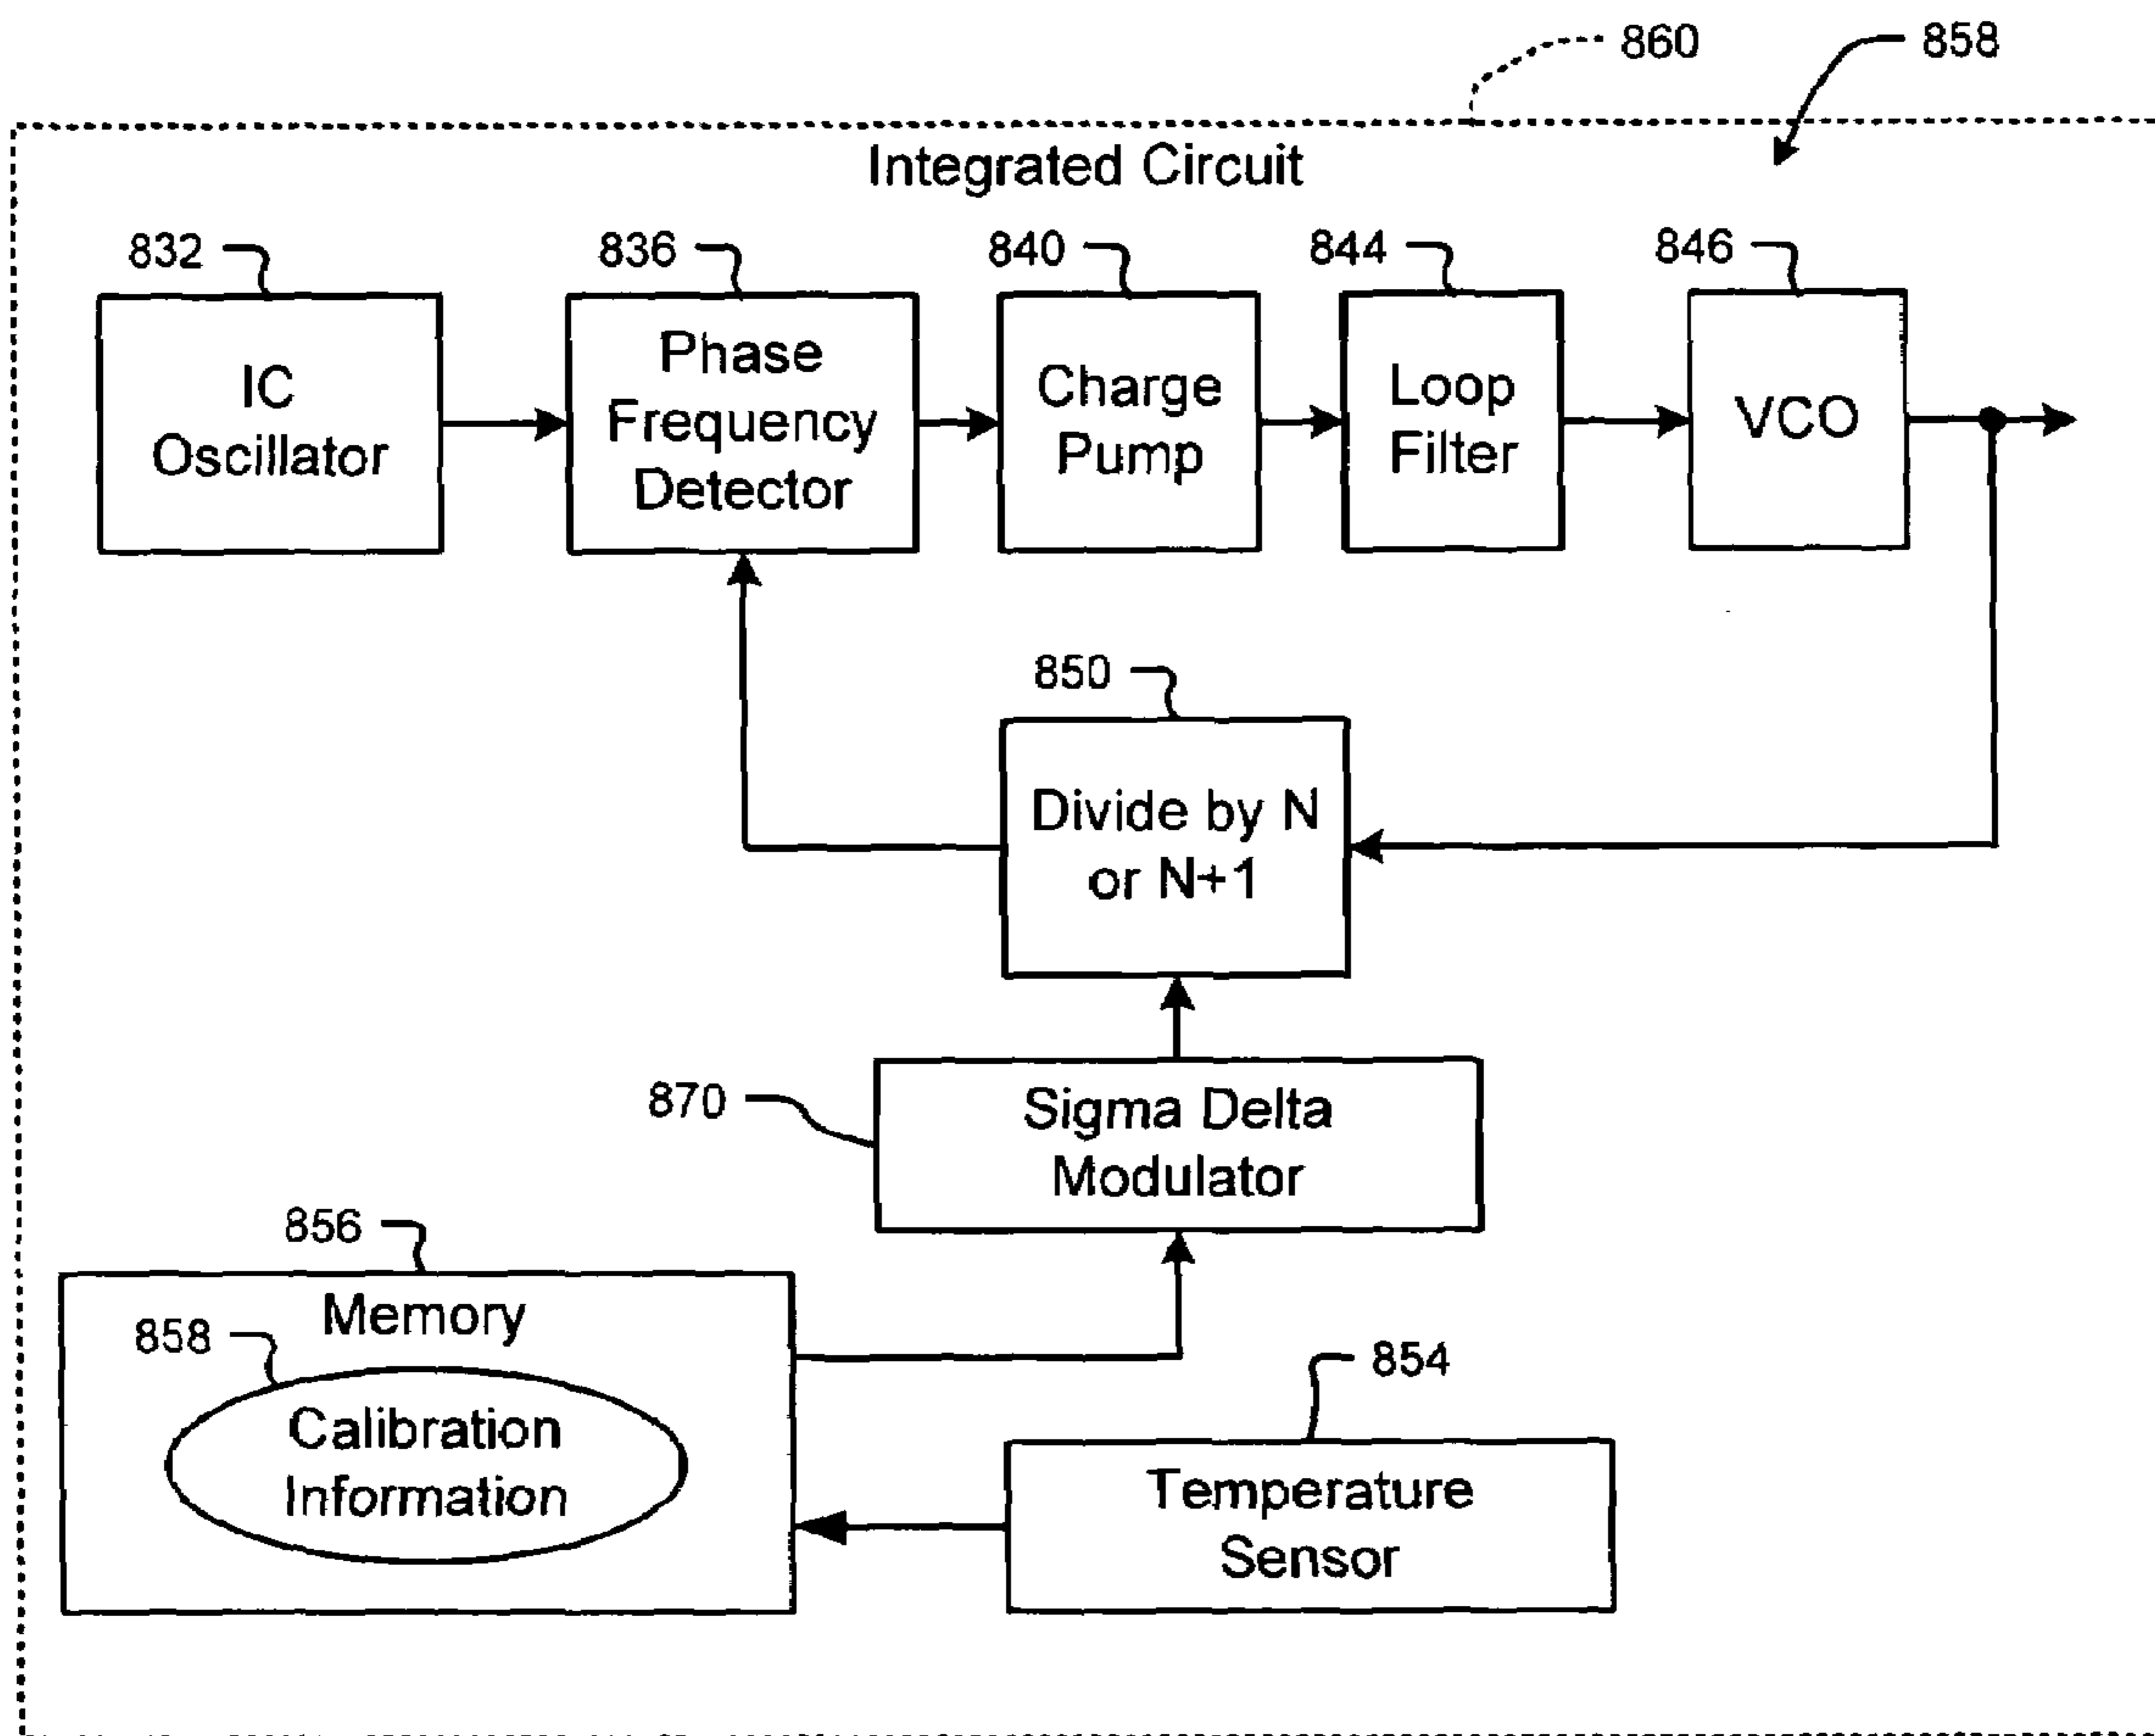 860
858
Integrated Circuit
832
836
840
844
846
IC
Oscillator
Phase
Frequency
Detector
Charge
Pump
Loop
Filter
VCO
850
Divide by N
or N+1
870
Sigma Delta
Modulator
856
Memory
858
Calibration
Information
854
Temperature
Sensor